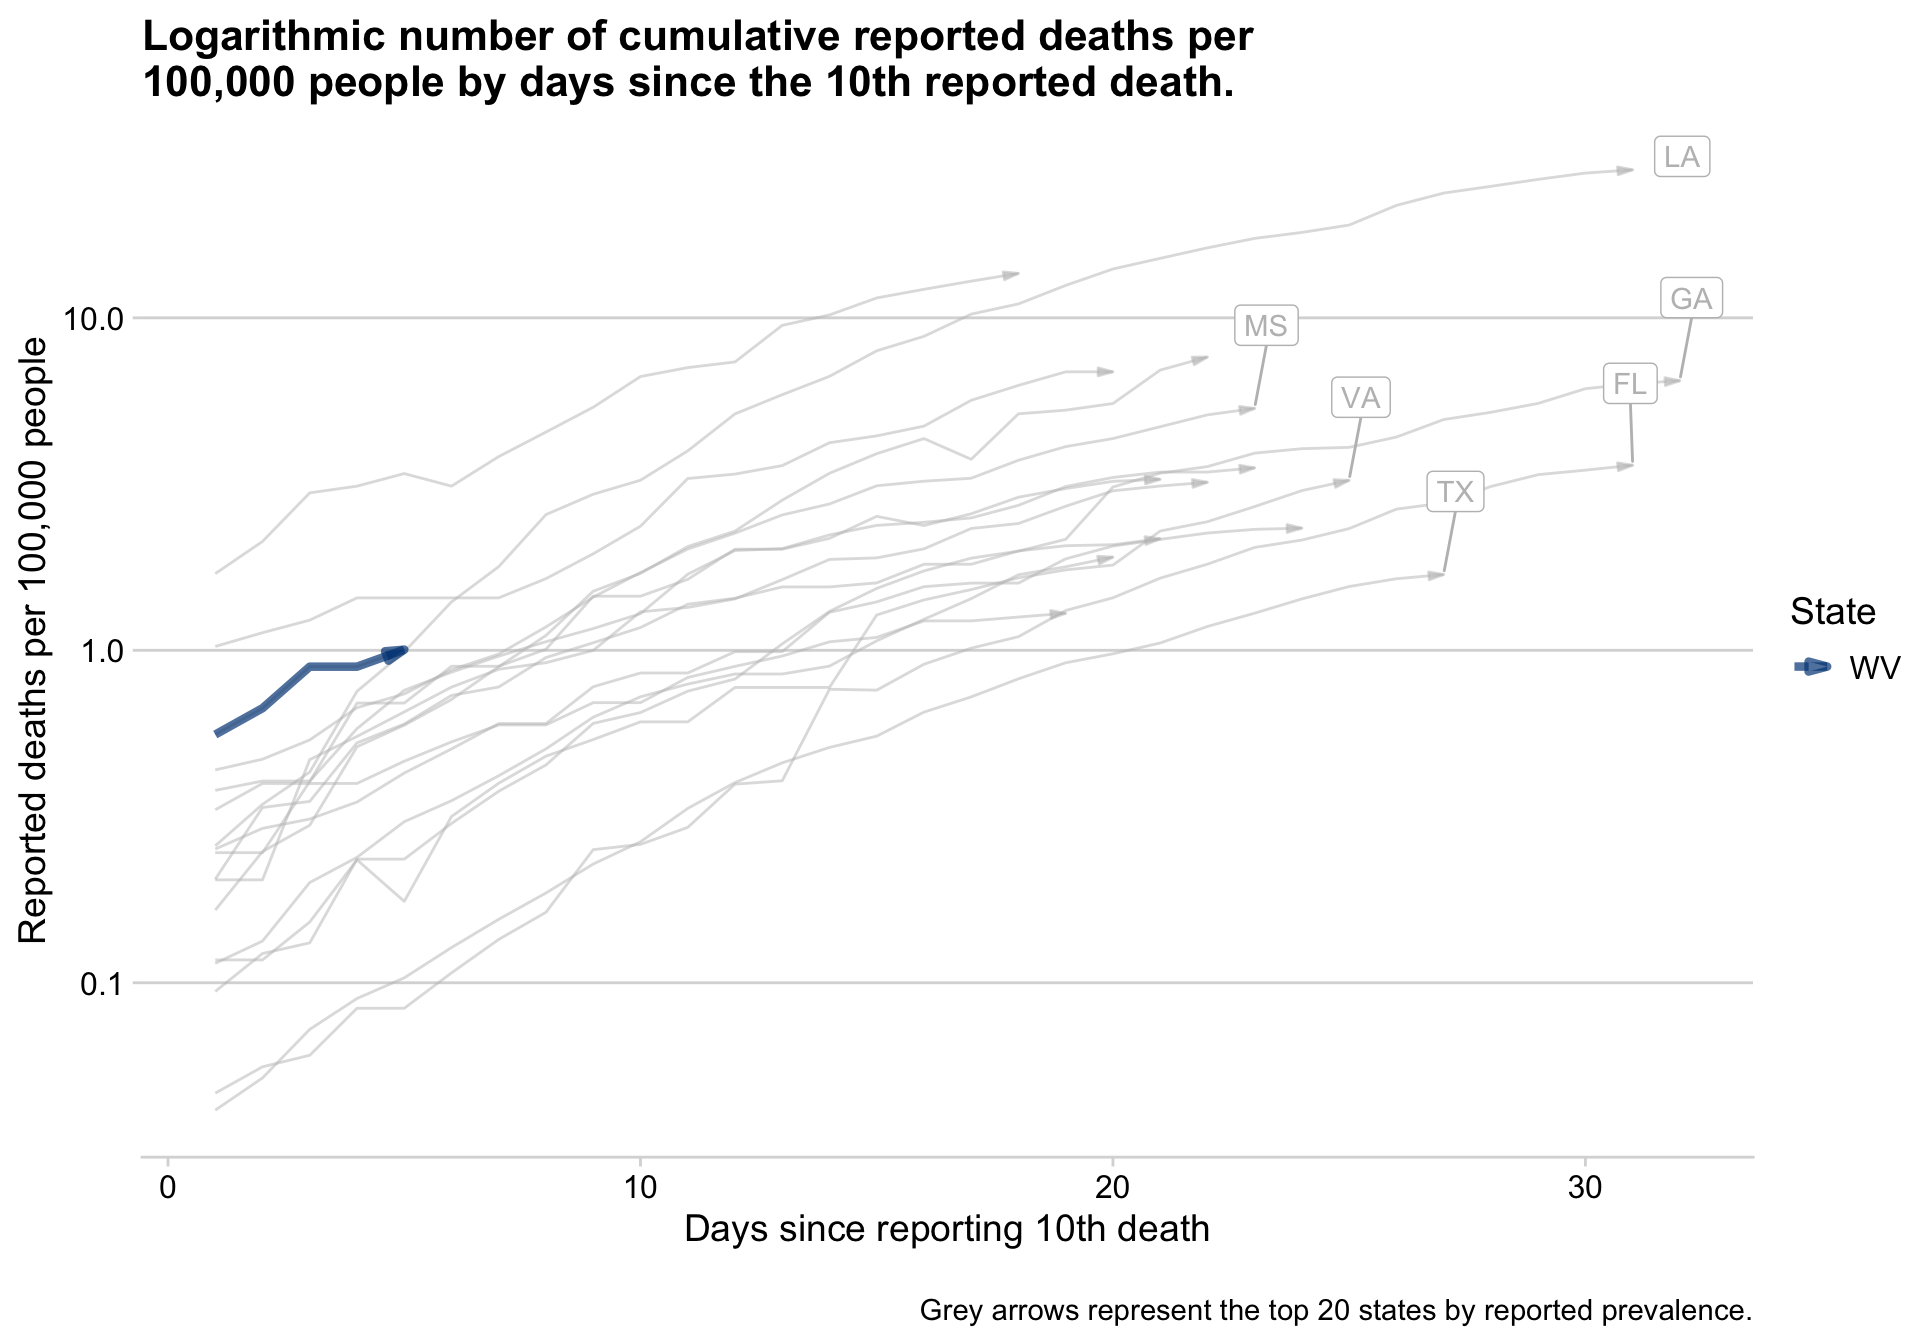 Logarithmic number of cumulative reported deaths per
100,000 people by days since the 10th reported death.
Reported deaths per 100,000 people
10.0
1.0
0.1
LA
GA
MS
FL
VA
TX
State
WV
0
10
20
30
Days since reporting 10th death
Grey arrows represent the top 20 states by reported prevalence.